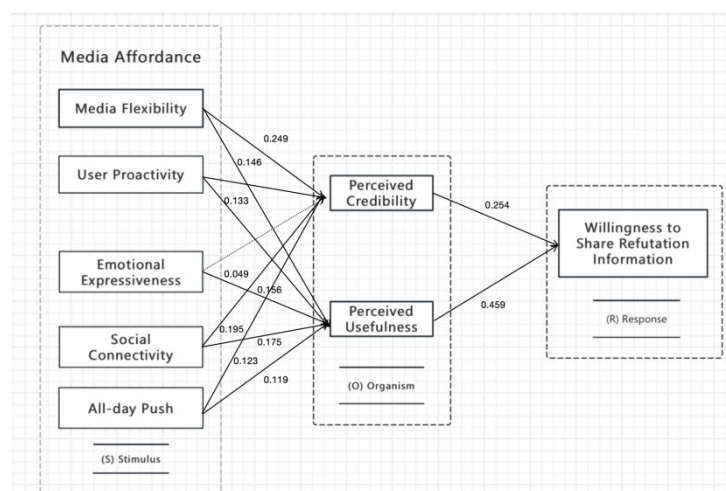 Media Affordance
Media Flexibility
0.249
0.146
User Proactivity
0.133
Perceived
Credibility
0.254
Willingness to
Share Refutation
Information
Emotional
Expressiveness
0.049
0.156
Perceived
Usefulness
0.459
(R) Response
Social
Connectivity
0.195
0.175
0.123
0.119
(O) Organism
All-day Push
(S) Stimulus